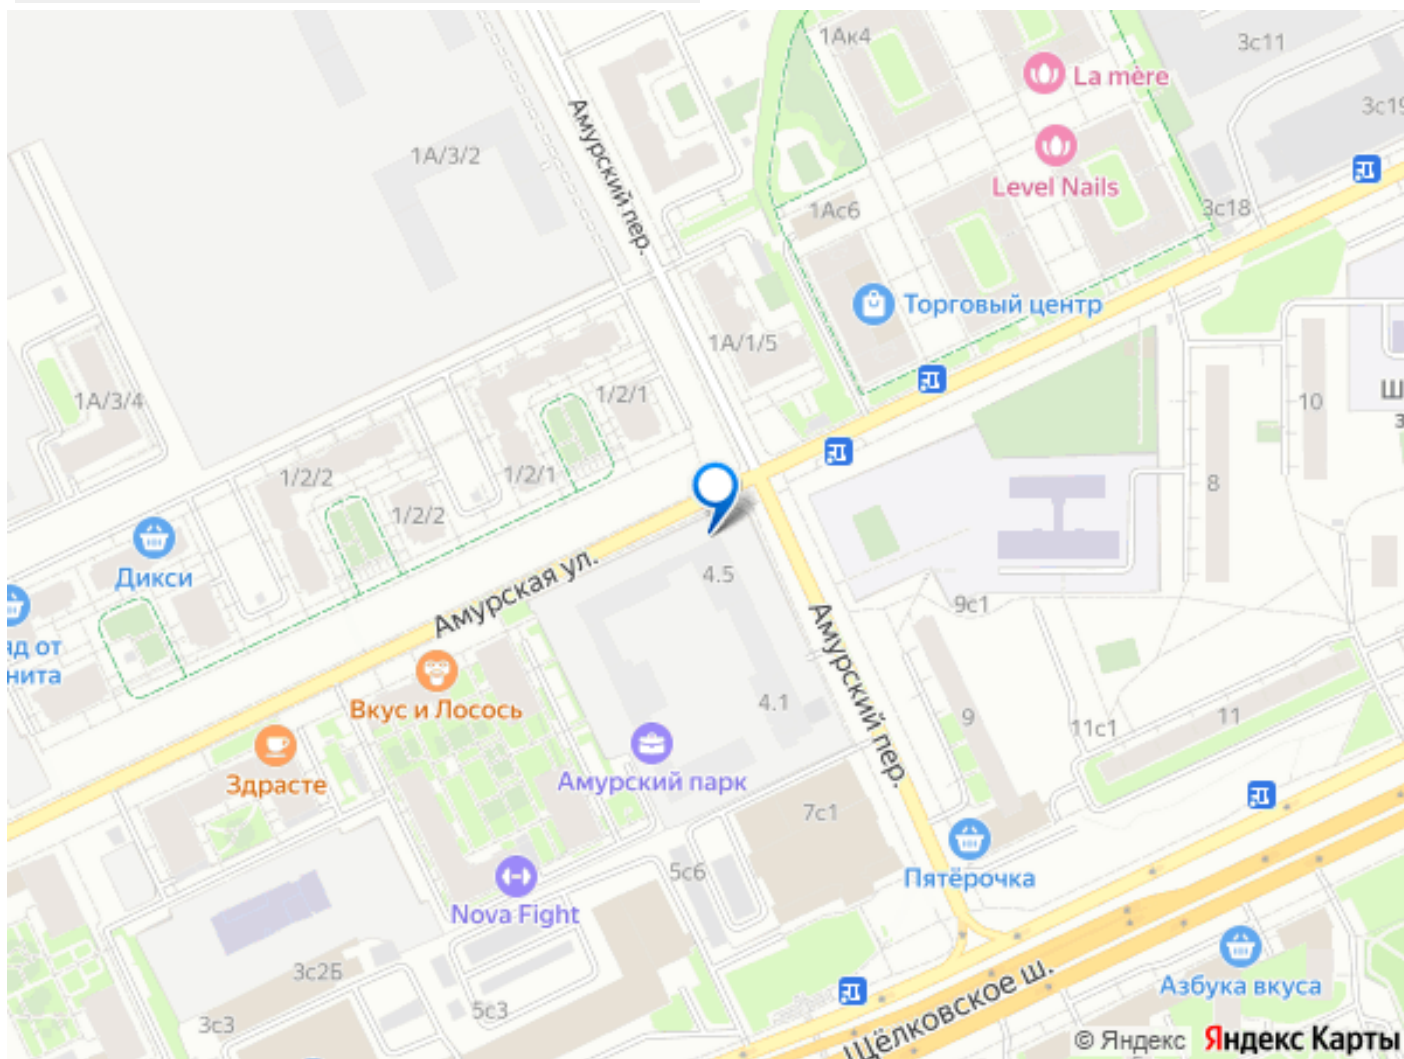 1Ак4
3с11
La mère
3с19
Амурский пер.
1А/3/2
Level Nails
1Ас6
3с18
Торговый центр
1А/1/5
1А/3/4
1/2/1
10
1/2/2
1/2/1
8
1/2/2
Дикси
4.5
Амурская ул.
9с1
Амурский пер.
яд от
нита
Вкус и Лосось
4.1
9
11с1
11
Здрасте
Амурский парк
7с1
5с6
Пятёрочка
Nova Fight
3с2Б
Азбука вкуса
5с3
3с3
Щёлковское ш.
© Яндекс Яндекс Карты